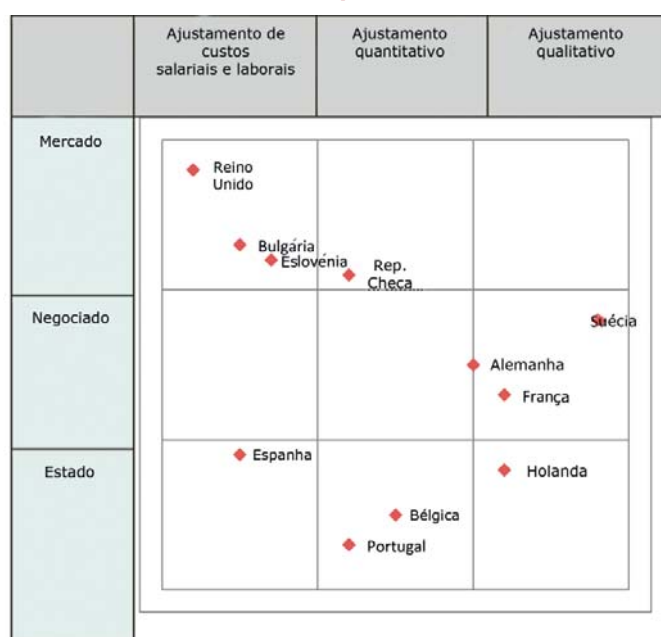 Ajustamento de
custos
salariais e laborais
Ajustamento
quantitativo
Ajustamento
qualitativo
Mercado
Reino
Unido
Bulgária
Eslovénia
Rep.
Checa
Negociado
Suécia
Alemanha
França
Estado
Espanha
Holanda
Bélgica
Portugal